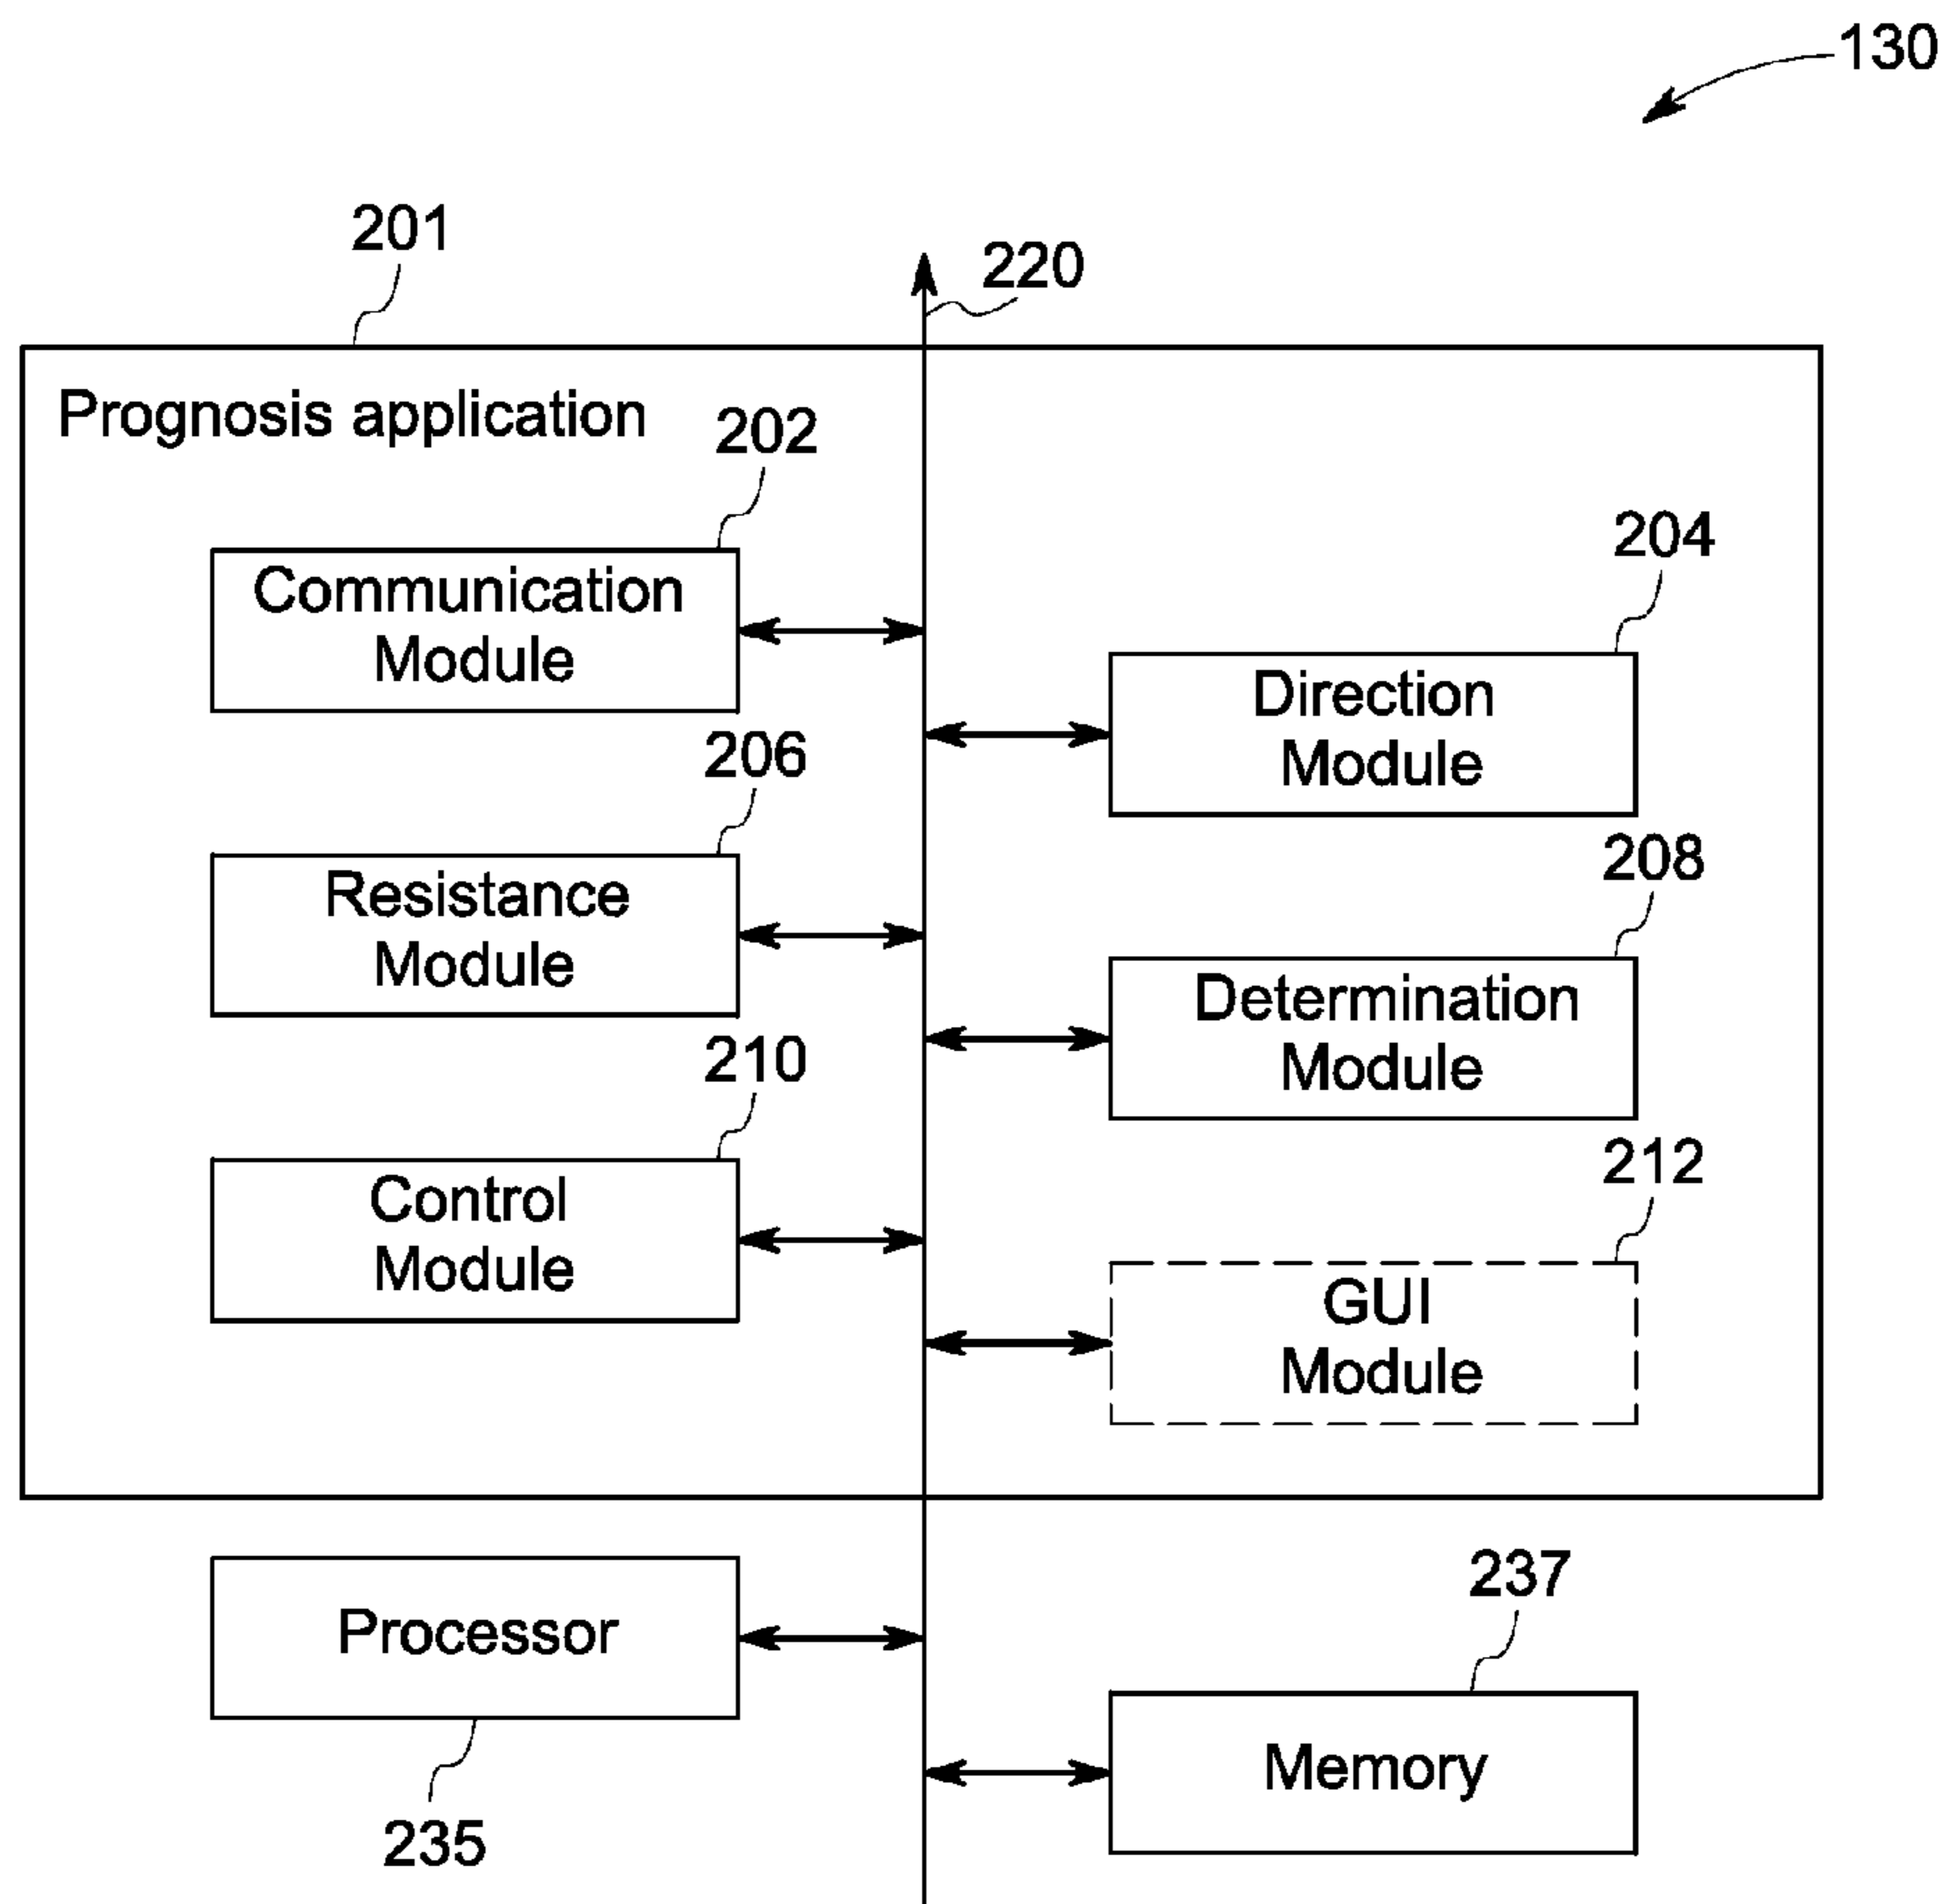 130
201
220
Prognosis application
202
Communication
Module
204
Direction
Module
206
Resistance
Module
208
Determination
Module
210
Control
Module
212
GUI
Module
Processor
235
237
Memory